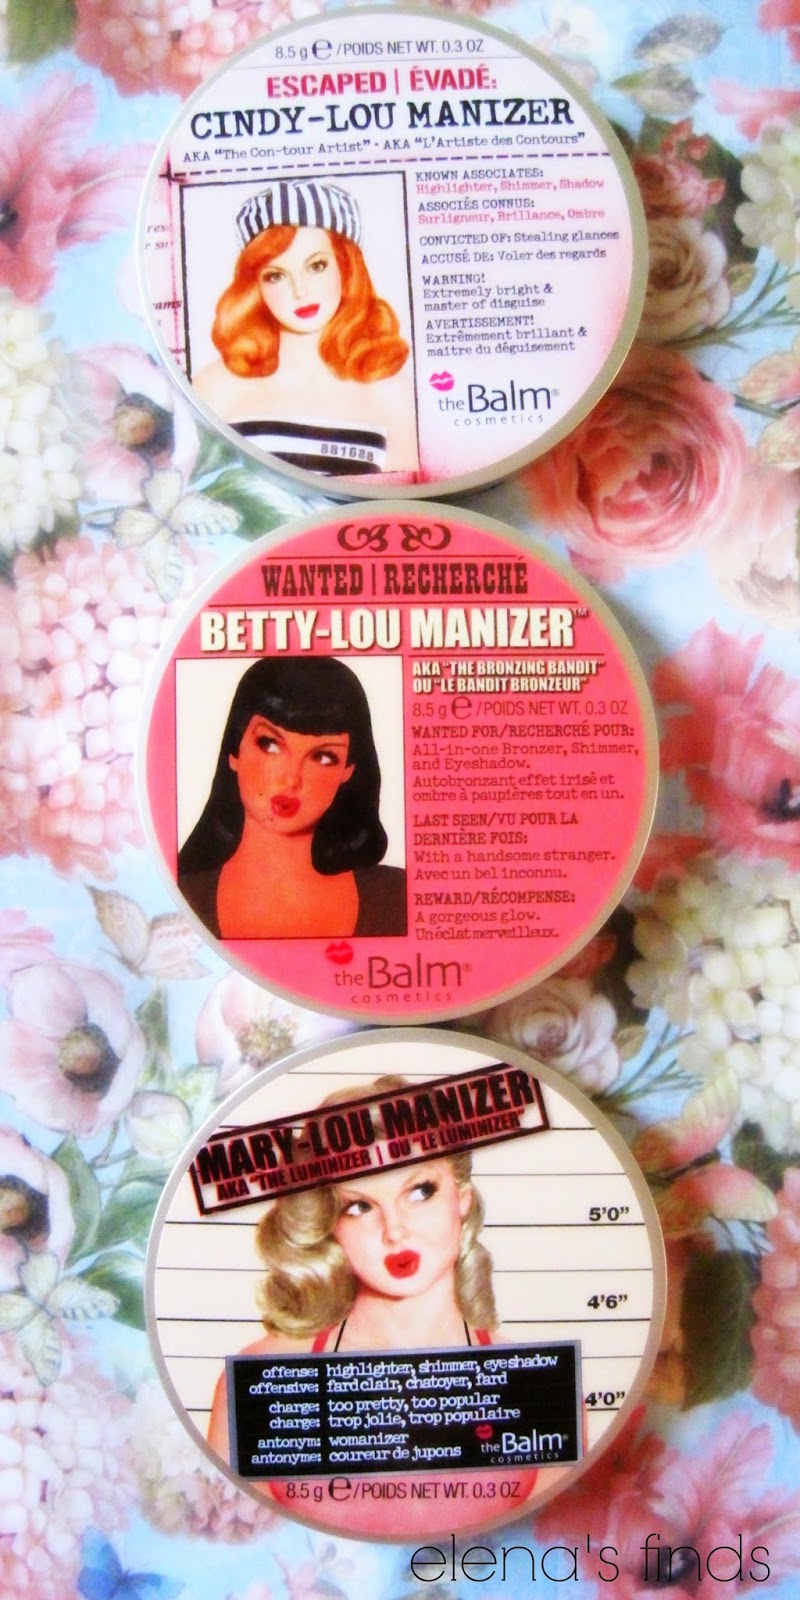 8.5 g ℮/POIDS NET WT. 0.3 OZ
ESCAPED | ÉVADÉ:
CINDY-LOU MANIZER
AKA "The Con-tour Artist" · AKA "L'Artiste des Contours"
KNOWN ASSOCIATES:
Highlighter, Shimmer, Shadow
ASSOCIÉS CONNUS:
Surligneur, Brillance, Ombre
CONVICTED OF: Stealing glances
ACCUSÉ DE: Voler des regards
WARNING!
Extremely bright &
master of disguise
AVERTISSEMENT!
Extrêmement brillant &
maître du déguisement
881688
theBalm®
cosmetics
WANTED | RECHERCHÉ
BETTY-LOU MANIZER™
AKA "THE BRONZING BANDIT"
OU "LE BANDIT BRONZEUR"
8.5 g ℮/POIDS NET WT. 0.3 OZ
WANTED FOR/RECHERCHÉ POUR:
All-in-one Bronzer, Shimmer,
and Eyeshadow.
Autobronzant effet irisé et
ombre à paupières tout en un.
LAST SEEN/VU POUR LA
DERNIÈRE FOIS:
With a handsome stranger.
Avec un bel inconnu.
REWARD/RÉCOMPENSE:
A gorgeous glow.
Un éclat merveilleux.
theBalm®
cosmetics
MARY-LOU MANIZER
AKA "THE LUMINIZER | OU "LE LUMINIZER"
5'0"
4'6"
4'0"
offense: highlighter, shimmer, eyeshadow
offensive: fard clair, chatoyer, fard
charge: too pretty, too popular
charge: trop jolie, trop populaire
antonym: womanizer
antonyme: coureur de jupons
theBalm®
cosmetics
8.5 g ℮/POIDS NET WT. 0.3 OZ
elena's finds